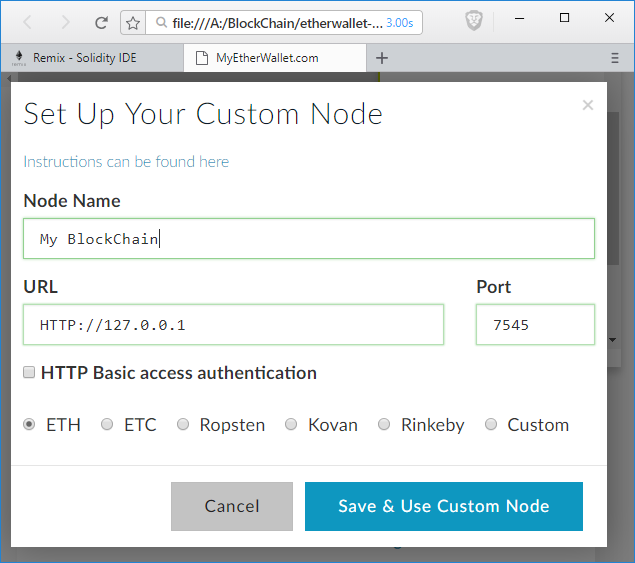 file:///A:/BlockChain/etherwallet-... 3.00s
Remix - Solidity IDE
MyEtherWallet.com
Set Up Your Custom Node
Instructions can be found here
Node Name
My BlockChain
URL
Port
HTTP://127.0.0.1
7545
HTTP Basic access authentication
ETH ETC Ropsten Kovan Rinkeby Custom
Cancel
Save & Use Custom Node